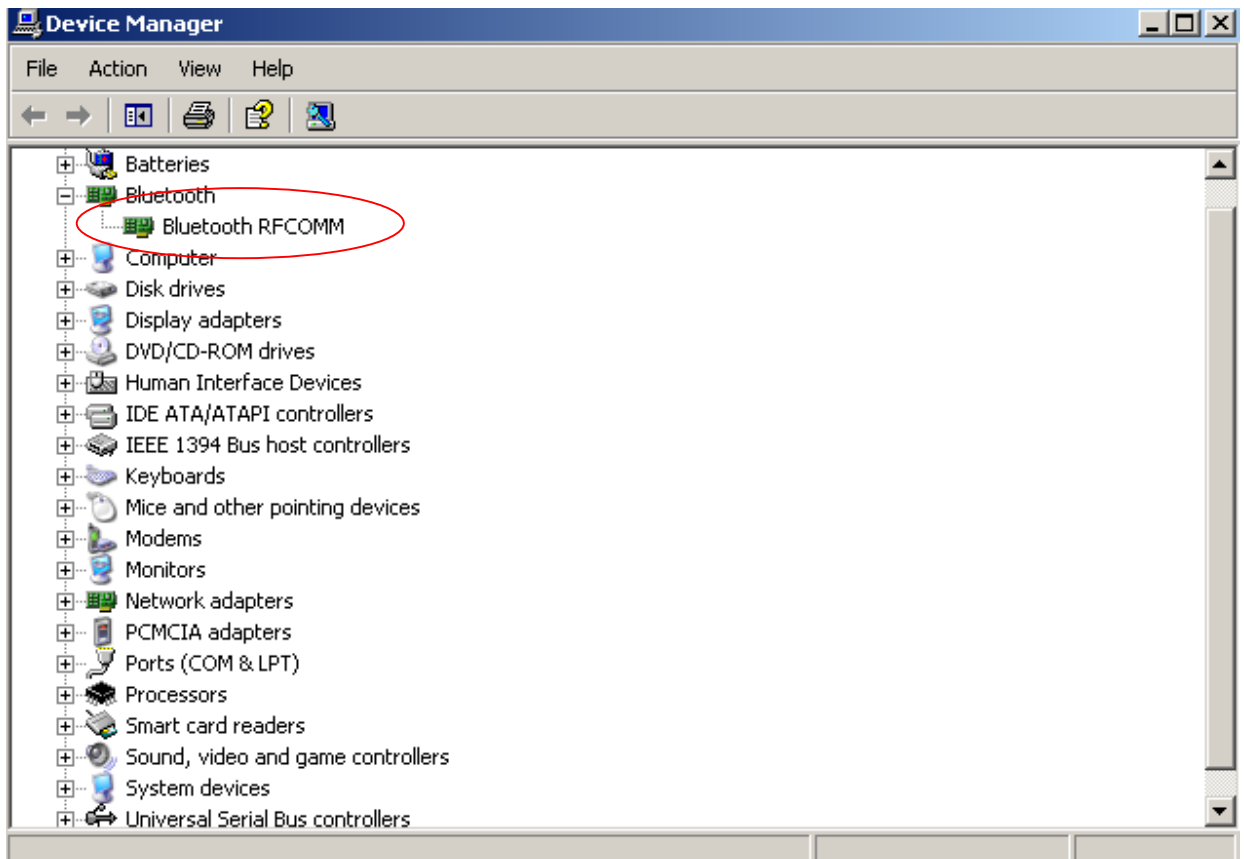 Device Manager
File Action View Help
Batteries
Bluetooth
Bluetooth RFCOMM
Computer
Disk drives
Display adapters
DVD/CD-ROM drives
Human Interface Devices
IDE ATA/ATAPI controllers
IEEE 1394 Bus host controllers
Keyboards
Mice and other pointing devices
Modems
Monitors
Network adapters
PCMCIA adapters
Ports (COM & LPT)
Processors
Smart card readers
Sound, video and game controllers
System devices
Universal Serial Bus controllers